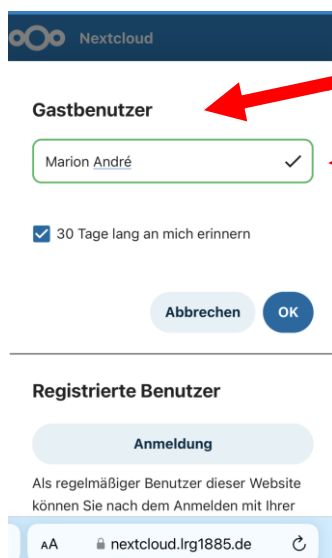 Nextcloud
Gastbenutzer
Marion André
30 Tage lang an mich erinnern
Abbrechen OK
Registrierte Benutzer
Anmeldung
Als regelmäßiger Benutzer dieser Website
können Sie nach dem Anmelden mit Ihrer
AA nextcloud.lrg1885.de